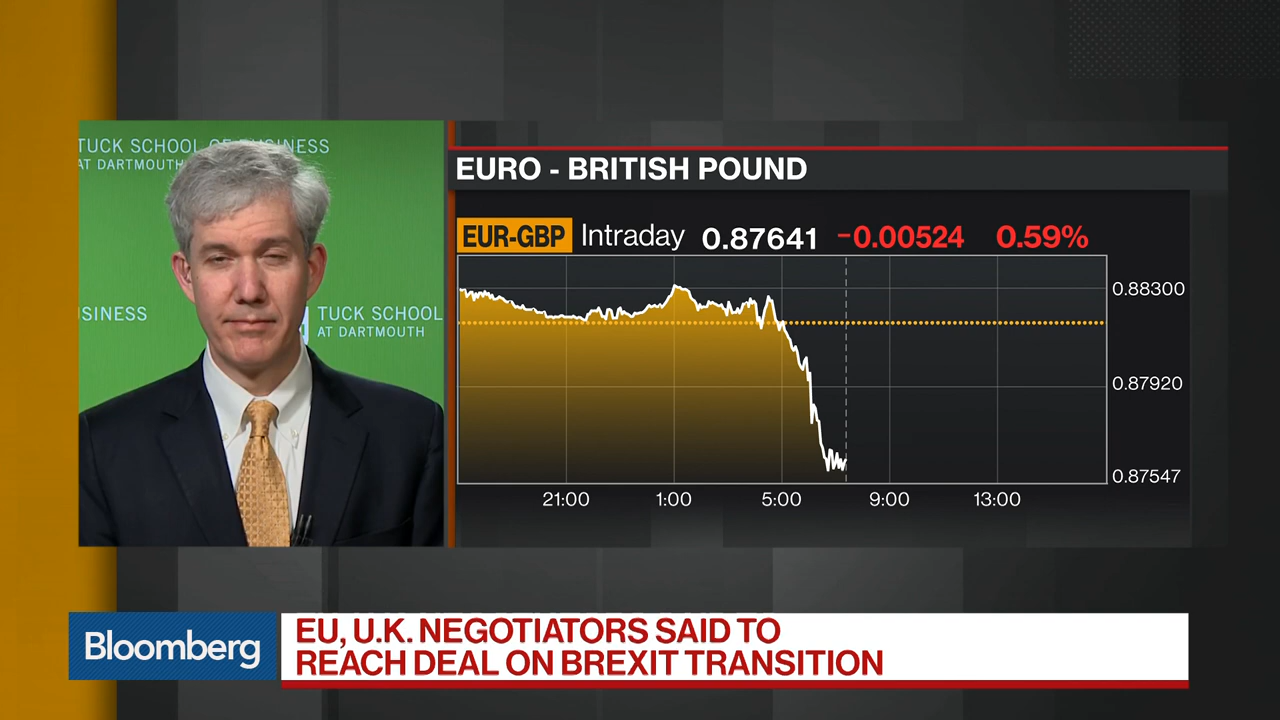 TUCK SCHOOL OF BUSINESS
AT DARTMOUTH
SINESS
TUCK SCHOOL
AT DARTMOUTH
EURO - BRITISH POUND
EUR-GBP Intraday 0.87641 -0.00524 0.59%
0.88300
0.87920
0.87547
21:00 1:00 5:00 9:00 13:00
Bloomberg
EU, U.K. NEGOTIATORS SAID TO
REACH DEAL ON BREXIT TRANSITION